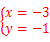 {x = −3
y = −1